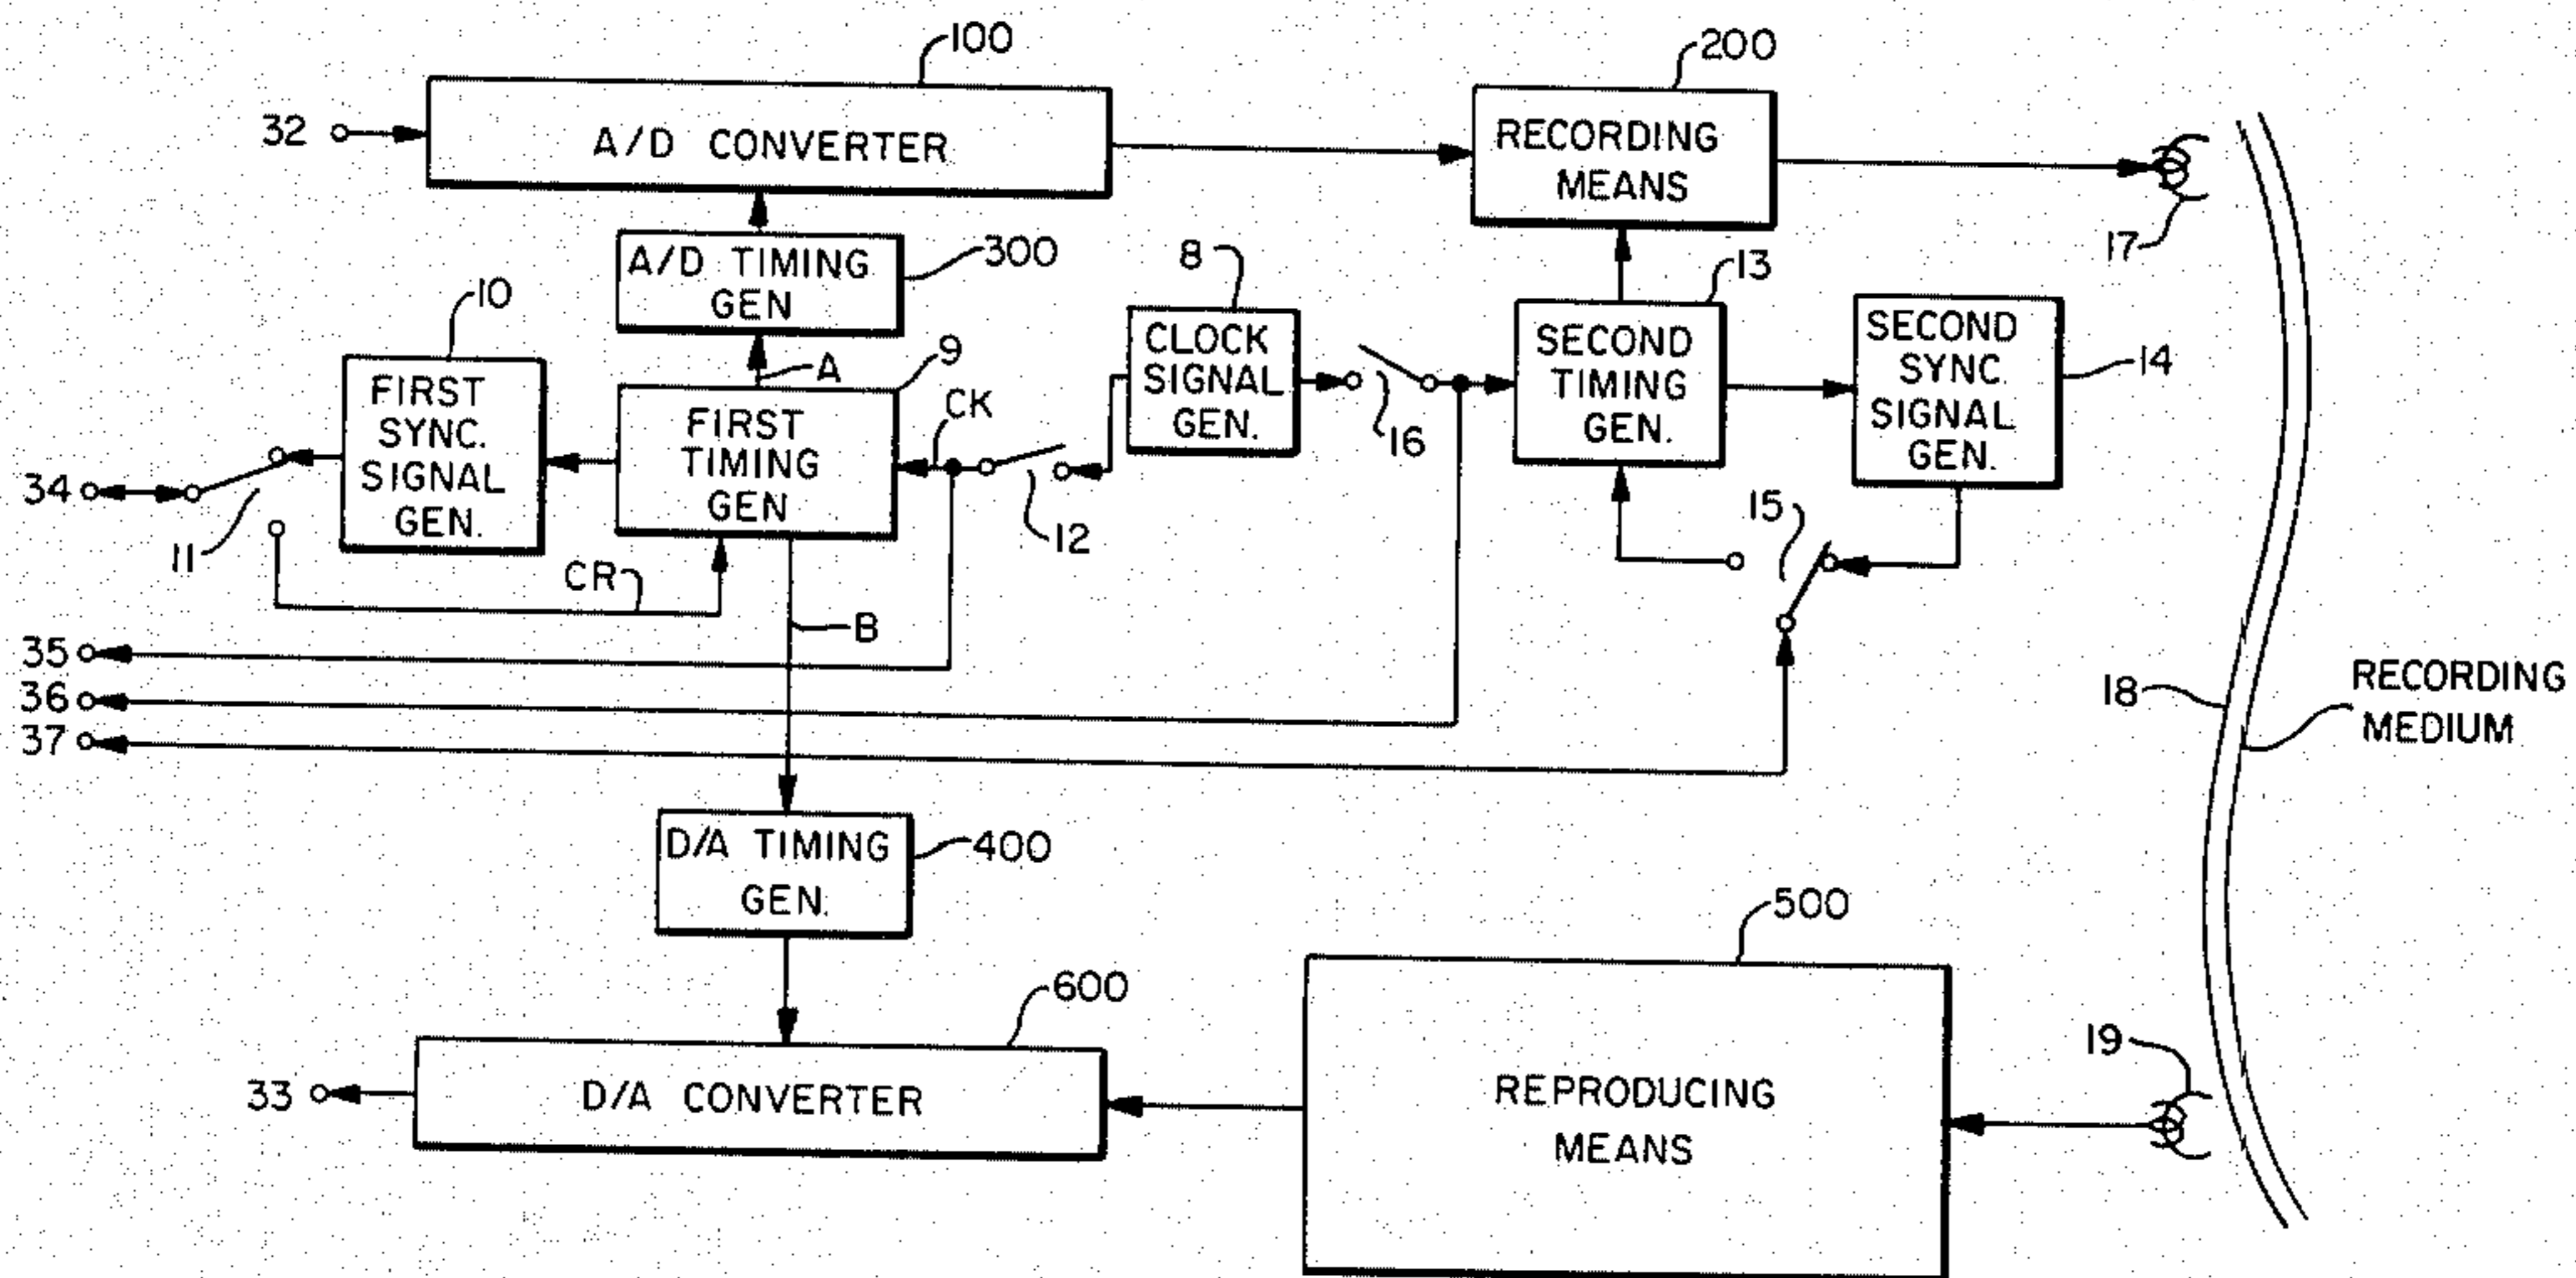 100
200
32
A/D CONVERTER
RECORDING
MEANS
17
A/D TIMING
GEN
300
8
13
10
9
A
CLOCK
SIGNAL
GEN.
16
SECOND
TIMING
GEN.
SECOND
SYNC.
SIGNAL
GEN.
14
FIRST
SYNC.
SIGNAL
GEN.
FIRST
TIMING
GEN
CK
12
15
34
11
CR
B
35
36
37
18
RECORDING
MEDIUM
D/A TIMING
GEN.
400
500
600
19
33
D/A CONVERTER
REPRODUCING
MEANS